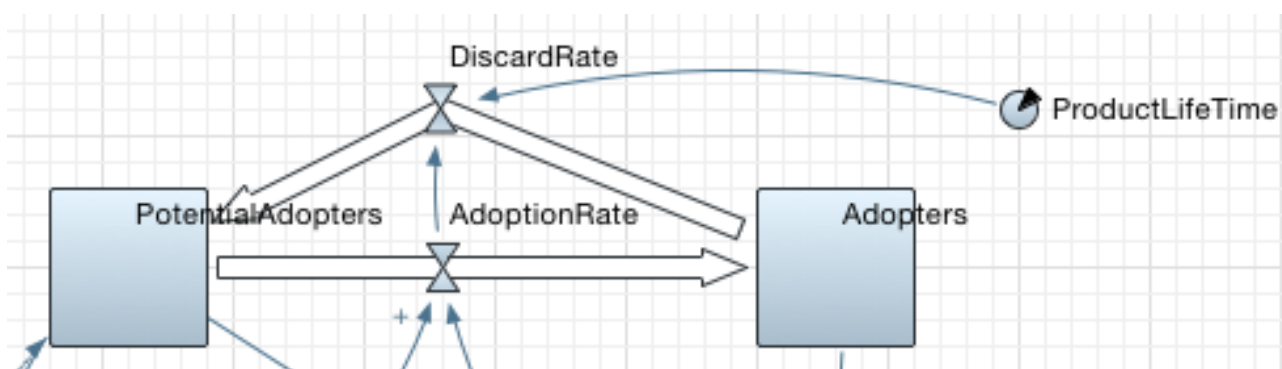 DiscardRate
ProductLifeTime
PotentialAdopters
AdoptionRate
Adopters
+